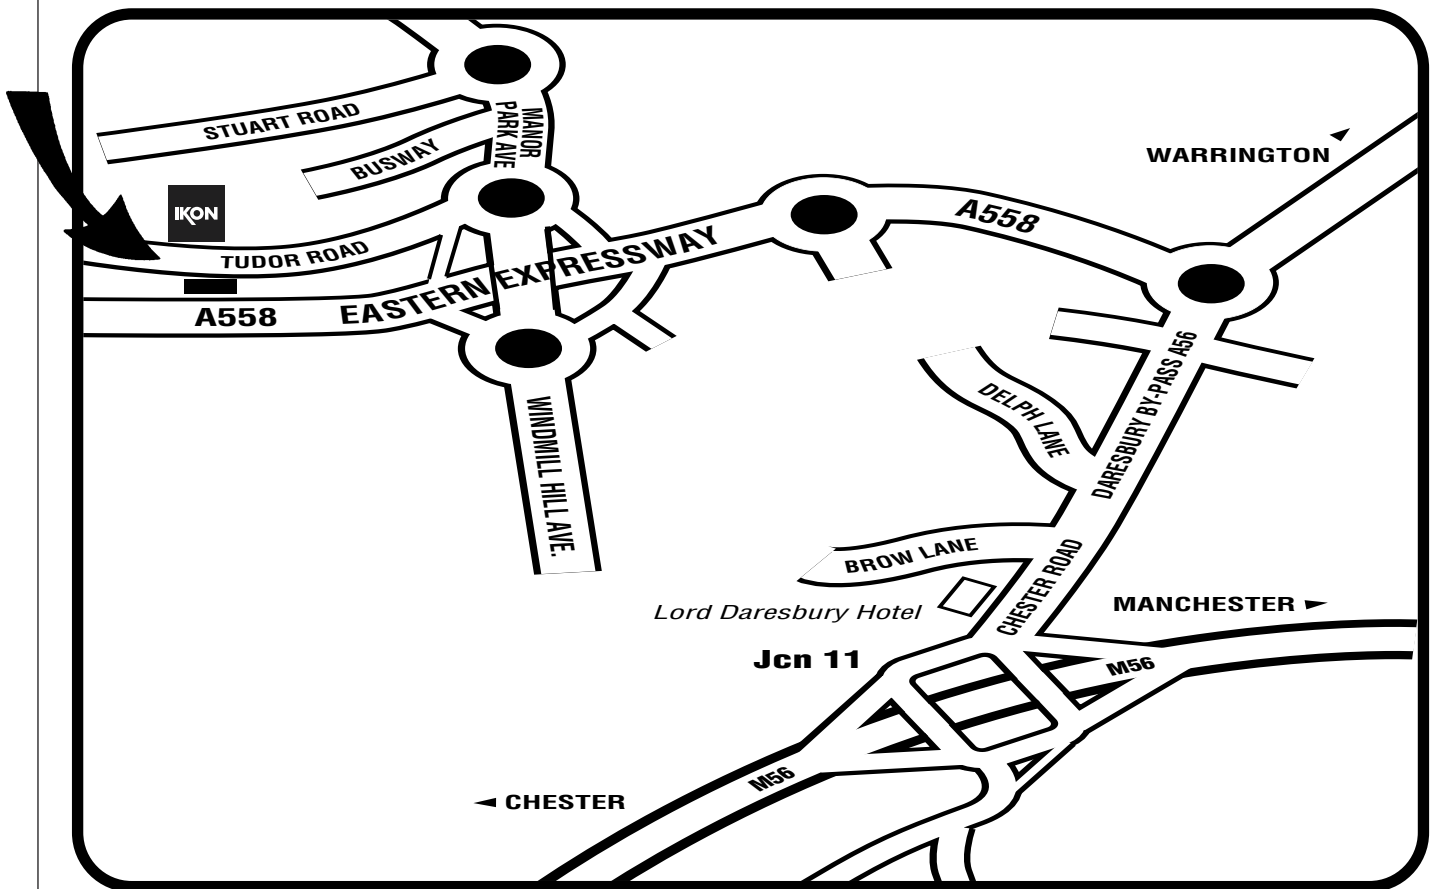 STUART ROAD
MANOR
PARK AVE
BUSWAY
WARRINGTON
IKON
A558
TUDOR ROAD
EASTERN EXPRESSWAY
A558
DARESBURY BY-PASS A56
DELPH LANE
WINDMILL HILL AVE.
BROW LANE
CHESTER ROAD
Lord Daresbury Hotel
MANCHESTER
Jcn 11
M56
M56
CHESTER